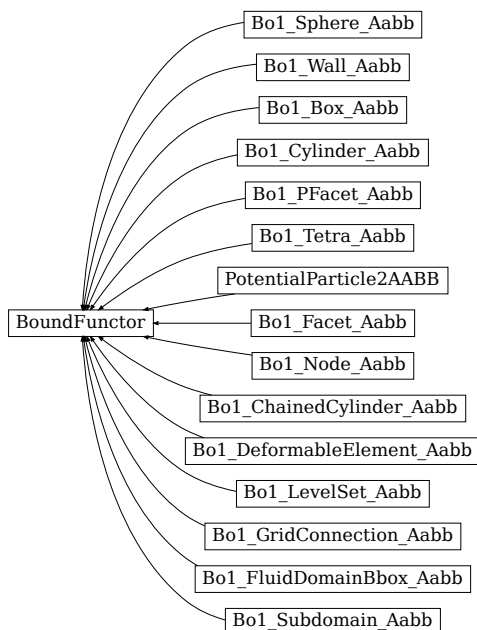 Bo1_Sphere_Aabb
Bo1_Wall_Aabb
Bo1_Box_Aabb
Bo1_Cylinder_Aabb
Bo1_PFacet_Aabb
Bo1_Tetra_Aabb
PotentialParticle2AABB
BoundFunctor
Bo1_Facet_Aabb
Bo1_Node_Aabb
Bo1_ChainedCylinder_Aabb
Bo1_DeformableElement_Aabb
Bo1_LevelSet_Aabb
Bo1_GridConnection_Aabb
Bo1_FluidDomainBbox_Aabb
Bo1_Subdomain_Aabb